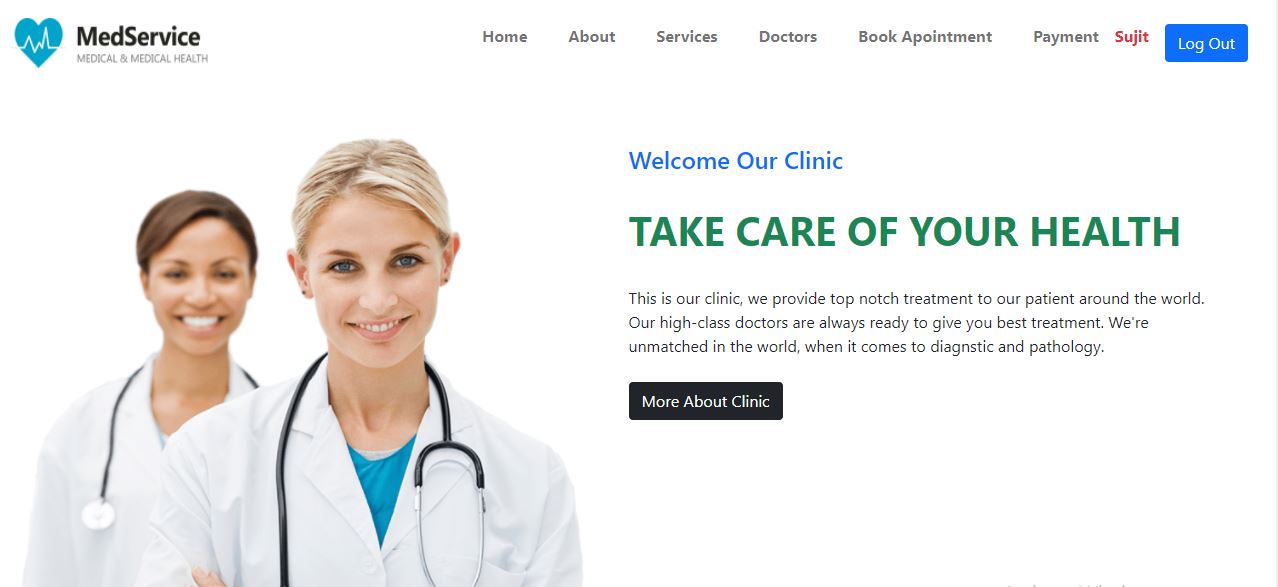 MedService
MEDICAL & MEDICAL HEALTH
Home About Services Doctors Book Apointment Payment Sujit Log Out
Welcome Our Clinic
TAKE CARE OF YOUR HEALTH
This is our clinic, we provide top notch treatment to our patient around the world.
Our high-class doctors are always ready to give you best treatment. We're
unmatched in the world, when it comes to diagnstic and pathology.
More About Clinic